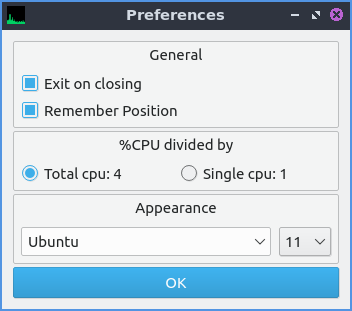 Preferences
General
Exit on closing
Remember Position
%CPU divided by
Total cpu: 4 Single cpu: 1
Appearance
Ubuntu 11
OK